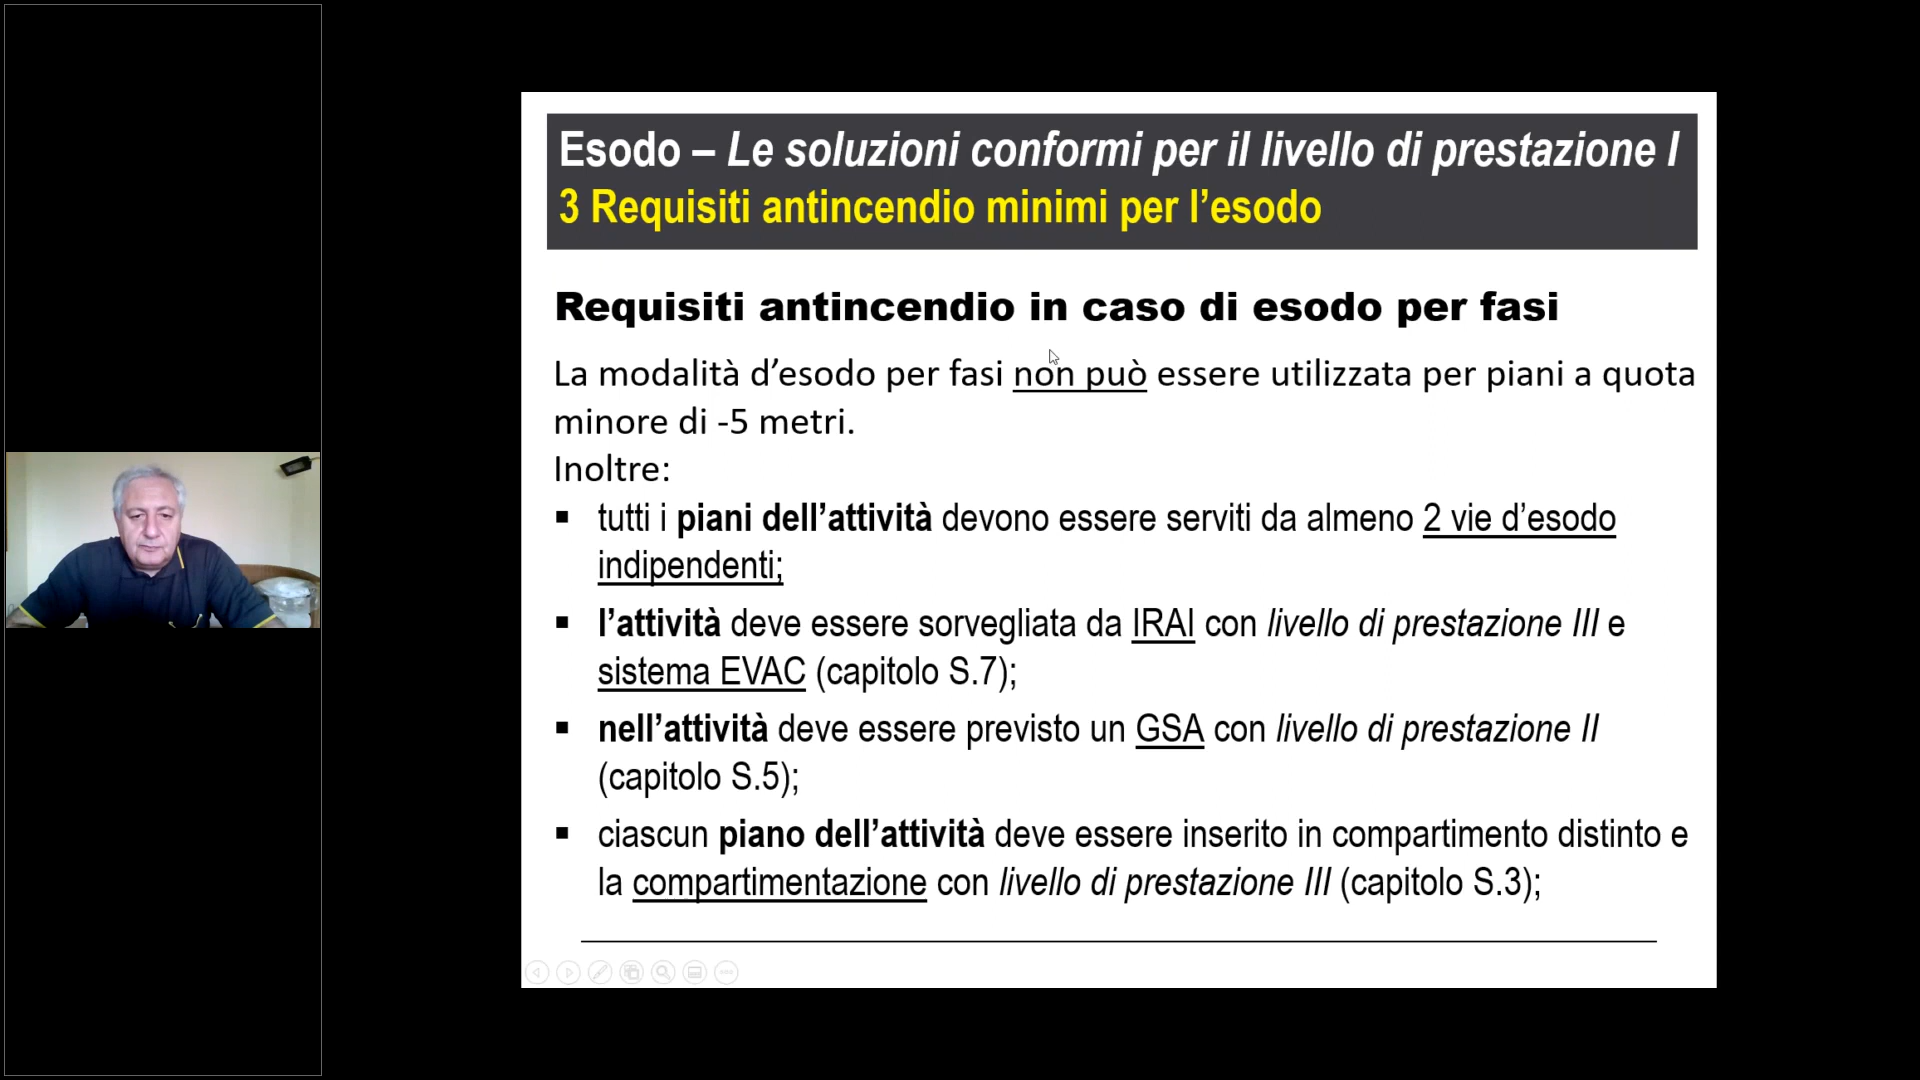 Esodo – Le soluzioni conformi per il livello di prestazione I
3 Requisiti antincendio minimi per l’esodo
Requisiti antincendio in caso di esodo per fasi
La modalità d’esodo per fasi non può essere utilizzata per piani a quota
minore di -5 metri.
Inoltre:
▪ tutti i piani dell’attività devono essere serviti da almeno 2 vie d’esodo
indipendenti;
▪ l’attività deve essere sorvegliata da IRAI con livello di prestazione III e
sistema EVAC (capitolo S.7);
▪ nell’attività deve essere previsto un GSA con livello di prestazione II
(capitolo S.5);
▪ ciascun piano dell’attività deve essere inserito in compartimento distinto e
la compartimentazione con livello di prestazione III (capitolo S.3);